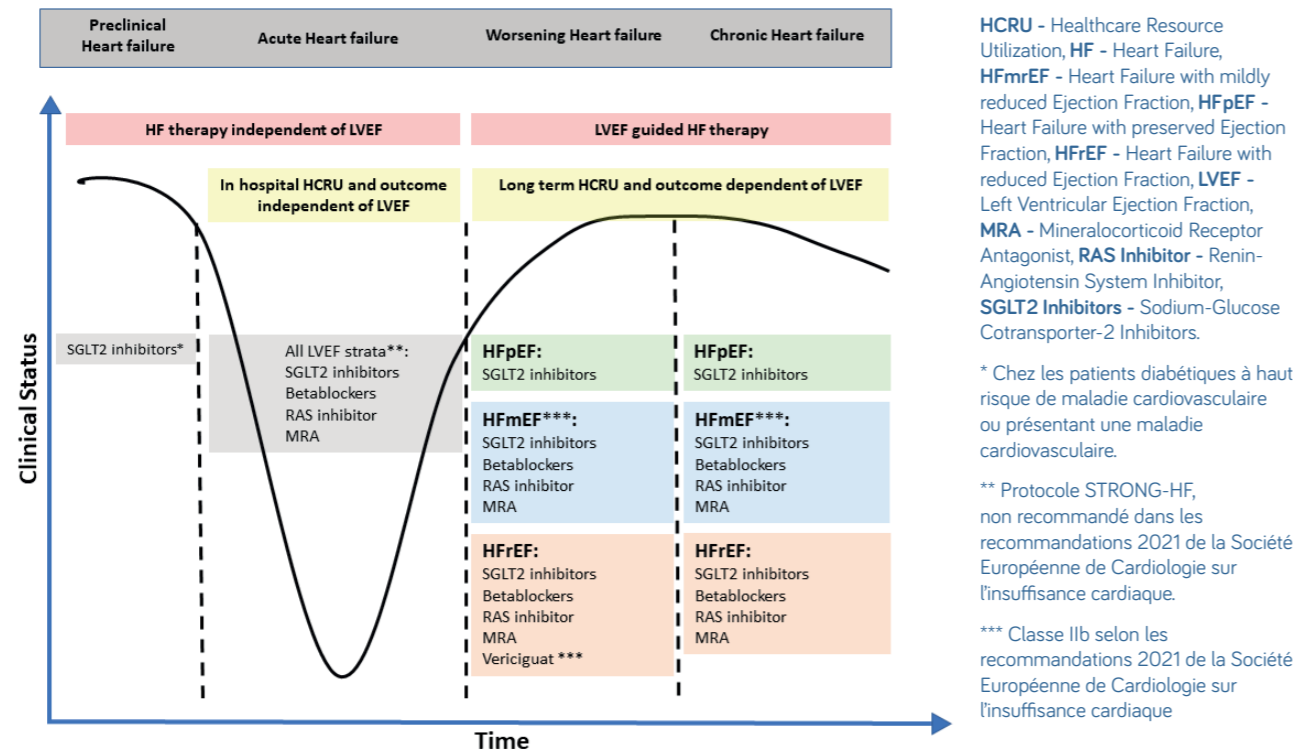 Preclinical
Heart failure
Acute Heart failure
Worsening Heart failure
Chronic Heart failure
HF therapy independent of LVEF
LVEF guided HF therapy
In hospital HCRU and outcome
independent of LVEF
Long term HCRU and outcome dependent of LVEF
Clinical Status
SGLT2 inhibitors*
All LVEF strata**:
SGLT2 inhibitors
Betablockers
RAS inhibitor
MRA
HFpEF:
SGLT2 inhibitors
HFmEF***:
SGLT2 inhibitors
Betablockers
RAS inhibitor
MRA
HFrEF:
SGLT2 inhibitors
Betablockers
RAS inhibitor
MRA
Vericiguat ***
HFpEF:
SGLT2 inhibitors
HFmEF***:
SGLT2 inhibitors
Betablockers
RAS inhibitor
MRA
HFrEF:
SGLT2 inhibitors
Betablockers
RAS inhibitor
MRA
Time
HCRU - Healthcare Resource
Utilization, HF - Heart Failure,
HFmrEF - Heart Failure with mildly
reduced Ejection Fraction, HFpEF -
Heart Failure with preserved Ejection
Fraction, HFrEF - Heart Failure with
reduced Ejection Fraction, LVEF -
Left Ventricular Ejection Fraction,
MRA - Mineralocorticoid Receptor
Antagonist, RAS Inhibitor - Renin-
Angiotensin System Inhibitor,
SGLT2 Inhibitors - Sodium-Glucose
Cotransporter-2 Inhibitors.
* Chez les patients diabétiques à haut
risque de maladie cardiovasculaire
ou présentant une maladie
cardiovasculaire.
** Protocole STRONG-HF,
non recommandé dans les
recommandations 2021 de la Société
Européenne de Cardiologie sur
l'insuffisance cardiaque.
*** Classe IIb selon les
recommandations 2021 de la Société
Européenne de Cardiologie sur
l'insuffisance cardiaque